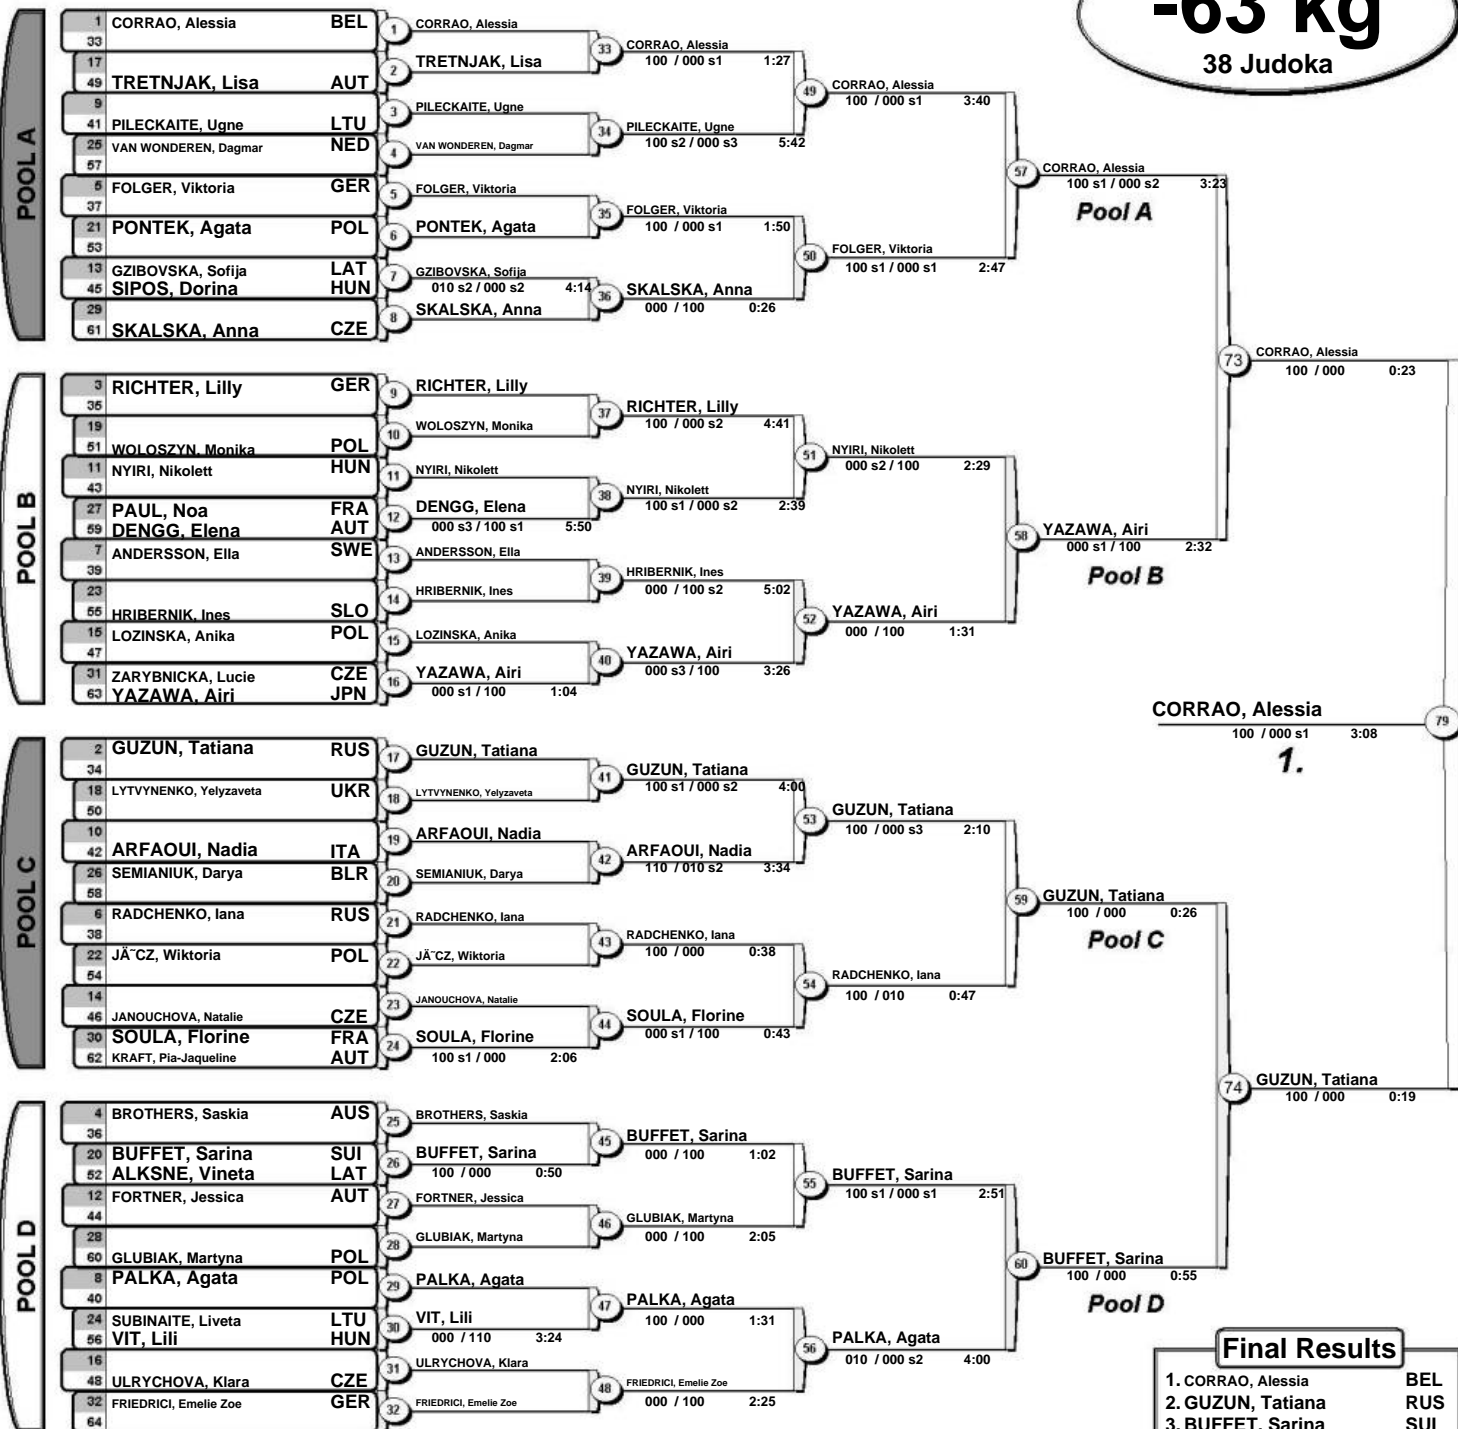 -63 kg
38 Judoka
POOL A
1 CORRAO, Alessia BEL
33
17
49 TRETNJAK, Lisa AUT
9
41 PILECKAITE, Ugne LTU
25 VAN WONDEREN, Dagmar NED
57
5 FOLGER, Viktoria GER
37
21 PONTEK, Agata POL
53
13 GZIBOVSKA, Sofija LAT
45 SIPOS, Dorina HUN
29
61 SKALSKA, Anna CZE
1 CORRAO, Alessia
2 TRETNJAK, Lisa
3 PILECKAITE, Ugne
4 VAN WONDEREN, Dagmar
5 FOLGER, Viktoria
6 PONTEK, Agata
7 GZIBOVSKA, Sofija
010 s2 / 000 s2 4:14
8 SKALSKA, Anna
33 CORRAO, Alessia
100 / 000 s1 1:27
34 PILECKAITE, Ugne
100 s2 / 000 s3 5:42
35 FOLGER, Viktoria
100 / 000 s1 1:50
36 SKALSKA, Anna
000 / 100 0:26
49 CORRAO, Alessia
100 / 000 s1 3:40
50 FOLGER, Viktoria
100 s1 / 000 s1 2:47
57 CORRAO, Alessia
100 s1 / 000 s2 3:23
Pool A
POOL B
3 RICHTER, Lilly GER
35
19
51 WOLOSZYN, Monika POL
11 NYIRI, Nikolett HUN
43
27 PAUL, Noa FRA
59 DENGG, Elena AUT
7 ANDERSSON, Ella SWE
39
23
55 HRIBERNIK, Ines SLO
15 LOZINSKA, Anika POL
47
31 ZARYBNICKA, Lucie CZE
63 YAZAWA, Airi JPN
9 RICHTER, Lilly
10 WOLOSZYN, Monika
11 NYIRI, Nikolett
12 DENGG, Elena
000 s3 / 100 s1 5:50
13 ANDERSSON, Ella
14 HRIBERNIK, Ines
15 LOZINSKA, Anika
16 YAZAWA, Airi
000 s1 / 100 1:04
37 RICHTER, Lilly
100 / 000 s2 4:41
38 NYIRI, Nikolett
100 s1 / 000 s2 2:39
39 HRIBERNIK, Ines
000 / 100 s2 5:02
40 YAZAWA, Airi
000 s3 / 100 3:26
51 NYIRI, Nikolett
000 s2 / 100 2:29
52 YAZAWA, Airi
000 / 100 1:31
58 YAZAWA, Airi
000 s1 / 100 2:32
Pool B
73 CORRAO, Alessia
100 / 000 0:23
CORRAO, Alessia 79
100 / 000 s1 3:08
1.
POOL C
2 GUZUN, Tatiana RUS
34
18 LYTVYNENKO, Yelyzaveta UKR
50
10
42 ARFAOUI, Nadia ITA
26 SEMIANIUK, Darya BLR
58
6 RADCHENKO, Iana RUS
38
22 JÄ˜CZ, Wiktoria POL
54
14
46 JANOUCHOVA, Natalie CZE
30 SOULA, Florine FRA
62 KRAFT, Pia-Jaqueline AUT
17 GUZUN, Tatiana
18 LYTVYNENKO, Yelyzaveta
19 ARFAOUI, Nadia
20 SEMIANIUK, Darya
21 RADCHENKO, Iana
22 JÄ˜CZ, Wiktoria
23 JANOUCHOVA, Natalie
24 SOULA, Florine
100 s1 / 000 2:06
41 GUZUN, Tatiana
100 s1 / 000 s2 4:00
42 ARFAOUI, Nadia
110 / 010 s2 3:34
43 RADCHENKO, Iana
100 / 000 0:38
44 SOULA, Florine
000 s1 / 100 0:43
53 GUZUN, Tatiana
100 / 000 s3 2:10
54 RADCHENKO, Iana
100 / 010 0:47
59 GUZUN, Tatiana
100 / 000 0:26
Pool C
74 GUZUN, Tatiana
100 / 000 0:19
POOL D
4 BROTHERS, Saskia AUS
36
20 BUFFET, Sarina SUI
52 ALKSNE, Vineta LAT
12 FORTNER, Jessica AUT
44
28
60 GLUBIAK, Martyna POL
8 PALKA, Agata POL
40
24 SUBINAITE, Liveta LTU
56 VIT, Lili HUN
16
48 ULRYCHOVA, Klara CZE
32 FRIEDRICI, Emelie Zoe GER
64
25 BROTHERS, Saskia
26 BUFFET, Sarina
100 / 000 0:50
27 FORTNER, Jessica
28 GLUBIAK, Martyna
29 PALKA, Agata
30 VIT, Lili
000 / 110 3:24
31 ULRYCHOVA, Klara
32 FRIEDRICI, Emelie Zoe
45 BUFFET, Sarina
000 / 100 1:02
46 GLUBIAK, Martyna
000 / 100 2:05
47 PALKA, Agata
100 / 000 1:31
48 FRIEDRICI, Emelie Zoe
000 / 100 2:25
55 BUFFET, Sarina
100 s1 / 000 s1 2:51
56 PALKA, Agata
010 / 000 s2 4:00
60 BUFFET, Sarina
100 / 000 0:55
Pool D
Final Results
1. CORRAO, Alessia BEL
2. GUZUN, Tatiana RUS
3. BUFFET, Sarina SUI